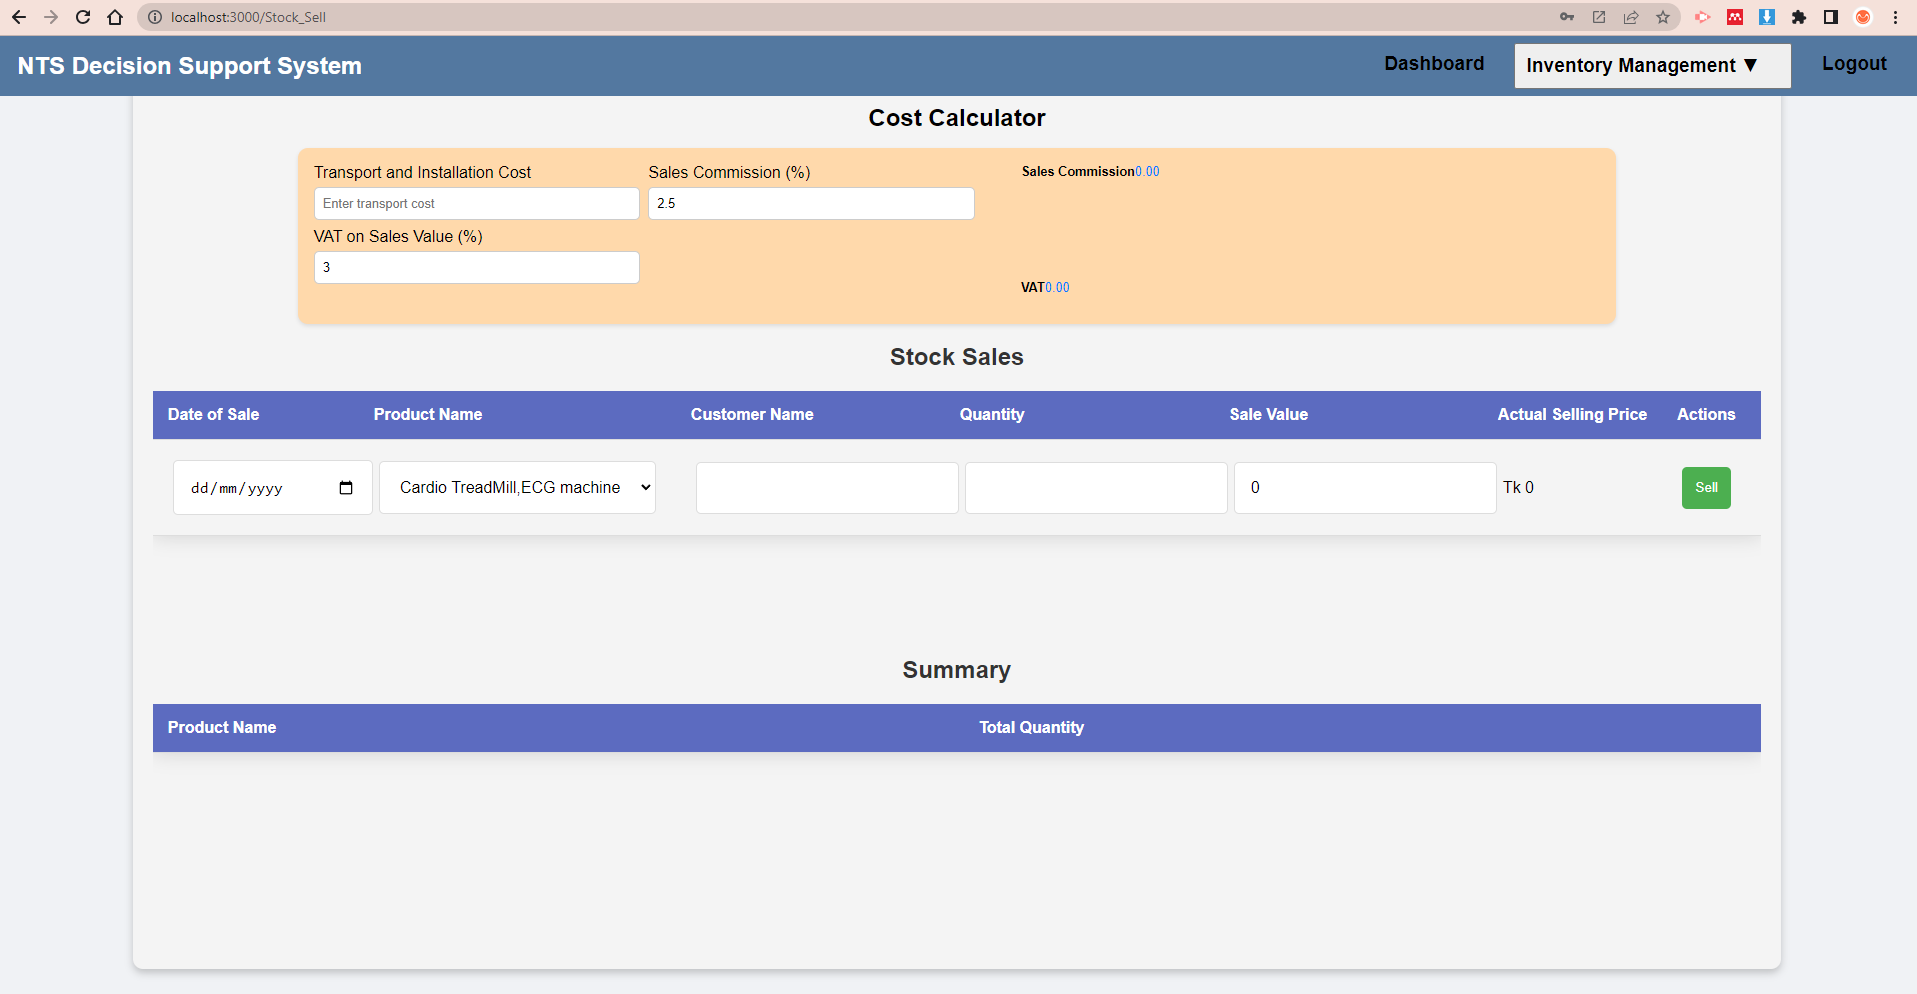 localhost:3000/Stock_Sell
NTS Decision Support System
Dashboard
Inventory Management ▼
Logout
Cost Calculator
Transport and Installation Cost
Sales Commission (%)
Sales Commission0.00
Enter transport cost
2.5
VAT on Sales Value (%)
3
VAT0.00
Stock Sales
Date of Sale Product Name Customer Name Quantity Sale Value Actual Selling Price Actions
dd/mm/yyyy Cardio TreadMill,ECG machine 0 Tk 0 Sell
Summary
Product Name Total Quantity